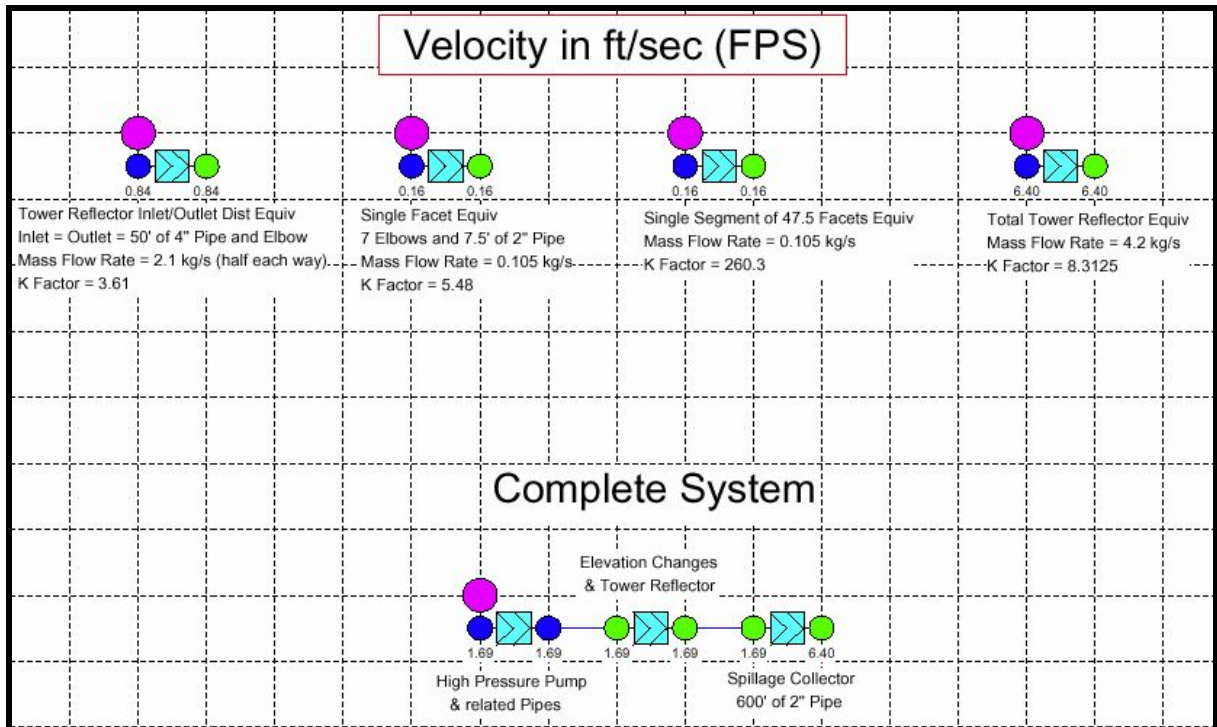 Velocity in ft/sec (FPS)
0.84 0.84
Tower Reflector Inlet/Outlet Dist Equiv
Inlet = Outlet = 50' of 4" Pipe and Elbow
Mass Flow Rate = 2.1 kg/s (half each way)
K Factor = 3.61
0.16 0.16
Single Facet Equiv
7 Elbows and 7.5' of 2" Pipe
Mass Flow Rate = 0.105 kg/s
K Factor = 5.48
0.16 0.16
Single Segment of 47.5 Facets Equiv
Mass Flow Rate = 0.105 kg/s
K Factor = 260.3
6.40 6.40
Total Tower Reflector Equiv
Mass Flow Rate = 4.2 kg/s
K Factor = 8.3125
Complete System
Elevation Changes
& Tower Reflector
1.69 1.69 1.69 1.69 1.69 6.40
High Pressure Pump
& related Pipes
Spillage Collector
600' of 2" Pipe